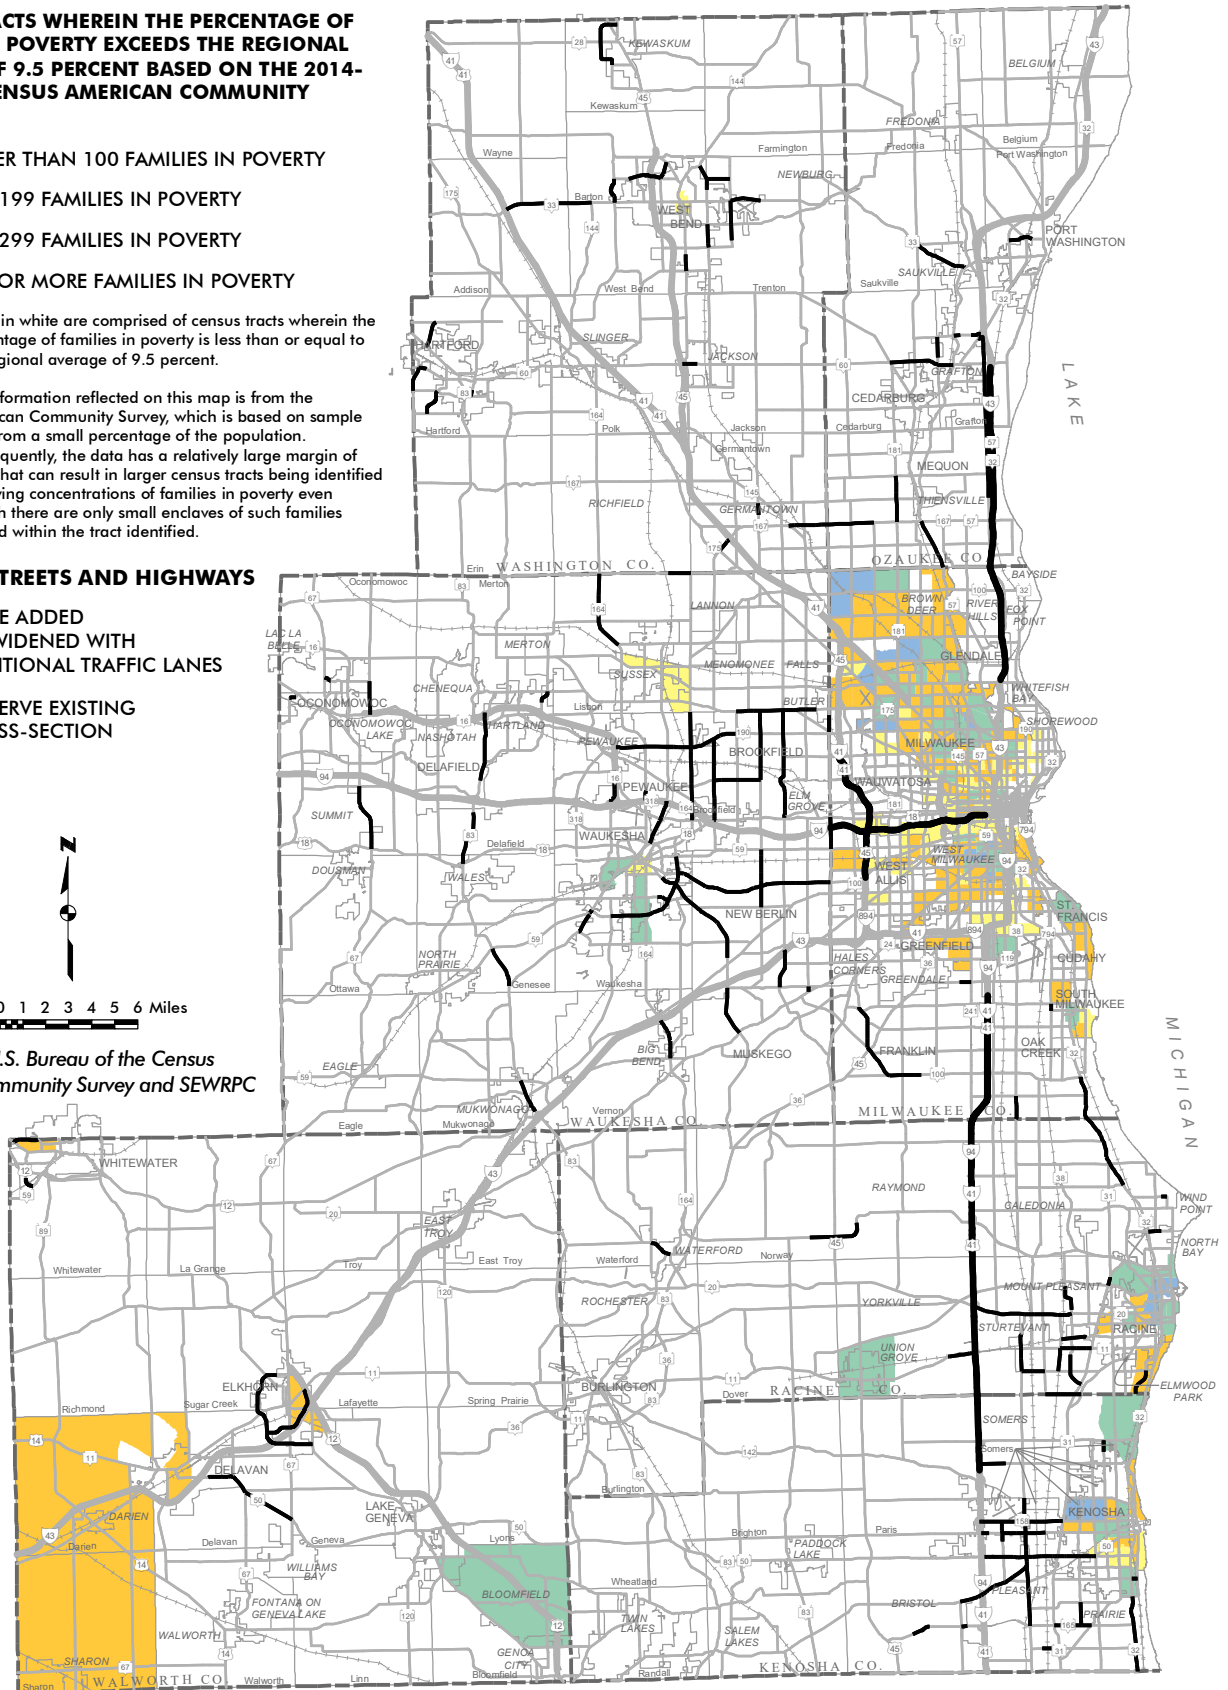 ACTS WHEREIN THE PERCENTAGE OF
POVERTY EXCEEDS THE REGIONAL
F 9.5 PERCENT BASED ON THE 2014-
ENSUS AMERICAN COMMUNITY
ER THAN 100 FAMILIES IN POVERTY
199 FAMILIES IN POVERTY
299 FAMILIES IN POVERTY
OR MORE FAMILIES IN POVERTY
in white are comprised of census tracts wherein the
ntage of families in poverty is less than or equal to
egional average of 9.5 percent.
formation reflected on this map is from the
can Community Survey, which is based on sample
rom a small percentage of the population.
quently, the data has a relatively large margin of
hat can result in larger census tracts being identified
ving concentrations of families in poverty even
h there are only small enclaves of such families
d within the tract identified.
TREETS AND HIGHWAYS
E ADDED
WIDENED WITH
ITIONAL TRAFFIC LANES
ERVE EXISTING
SS-SECTION
0 1 2 3 4 5 6 Miles
.S. Bureau of the Census
mmunity Survey and SEWRPC
KEWASKUM
Kewaskum
Wayne
BELGIUM
FREDONIA
Fredonia
Belgium
Port Washington
Farmington
NEWBURG
Barton
WEST
BEND
PORT
WASHINGTON
SAUKVILLE
Saukville
Addison
West Bend
Trenton
HARTFORD
SLINGER
JACKSON
GRAFTON
CEDARBURG
Grafton
Cedarburg
Hartford
Polk
Jackson
Germantown
MEQUON
THIENSVILLE
RICHFIELD
GERMANTOWN
LAKE
MICHIGAN
Erin
WASHINGTON CO.
OZAUKEE CO.
Oconomowoc
Merton
BAYSIDE
LANNON
BROWN
DEER
RIVER
HILLS
FOX
POINT
LAC LA
BELLE
MERTON
SUSSEX
MENOMONEE FALLS
GLENDALE
CHENEQUA
Lisbon
BUTLER
WHITEFISH
BAY
OCONOMOWOC
OCONOMOWOC
LAKE
NASHOTAH
HARTLAND
PEWAUKEE
SHOREWOOD
BROOKFIELD
MILWAUKEE
DELAFIELD
PEWAUKEE
ELM
GROVE
WAUWATOSA
SUMMIT
Brookfield
WAUKESHA
Delafield
DOUSMAN
WALES
WEST
MILWAUKEE
WEST
ALLIS
NEW BERLIN
ST.
FRANCIS
NORTH
PRAIRIE
GREENFIELD
HALES
CORNERS
GREENDALE
CUDAHY
Ottawa
Genesee
Waukesha
SOUTH
MILWAUKEE
EAGLE
BIG
BEND
MUSKEGO
FRANKLIN
OAK
CREEK
MUKWONAGO
Vernon
Eagle
Mukwonago
WAUKESHA CO.
MILWAUKEE CO.
WHITEWATER
RAYMOND
CALEDONIA
WIND
POINT
NORTH
BAY
EAST
TROY
Whitewater
La Grange
Troy
East Troy
Waterford
WATERFORD
Norway
ROCHESTER
YORKVILLE
MOUNT PLEASANT
STURTEVANT
RACINE
UNION
GROVE
ELKHORN
BURLINGTON
Dover
RACINE CO.
ELMWOOD
PARK
Richmond
Sugar Creek
Lafayette
Spring Prairie
SOMERS
Somers
DELAVAN
Burlington
LAKE
GENEVA
DARIEN
Darien
Delavan
Geneva
Lyons
Brighton
Paris
KENOSHA
PADDOCK
LAKE
WILLIAMS
BAY
BLOOMFIELD
Wheatland
PLEASANT
PRAIRIE
BRISTOL
FONTANA ON
GENEVA LAKE
WALWORTH
TWIN
LAKES
SALEM
LAKES
GENOA
CITY
SHARON
Sharon
WALWORTH CO.
Walworth
Linn
Bloomfield
Randall
KENOSHA CO.